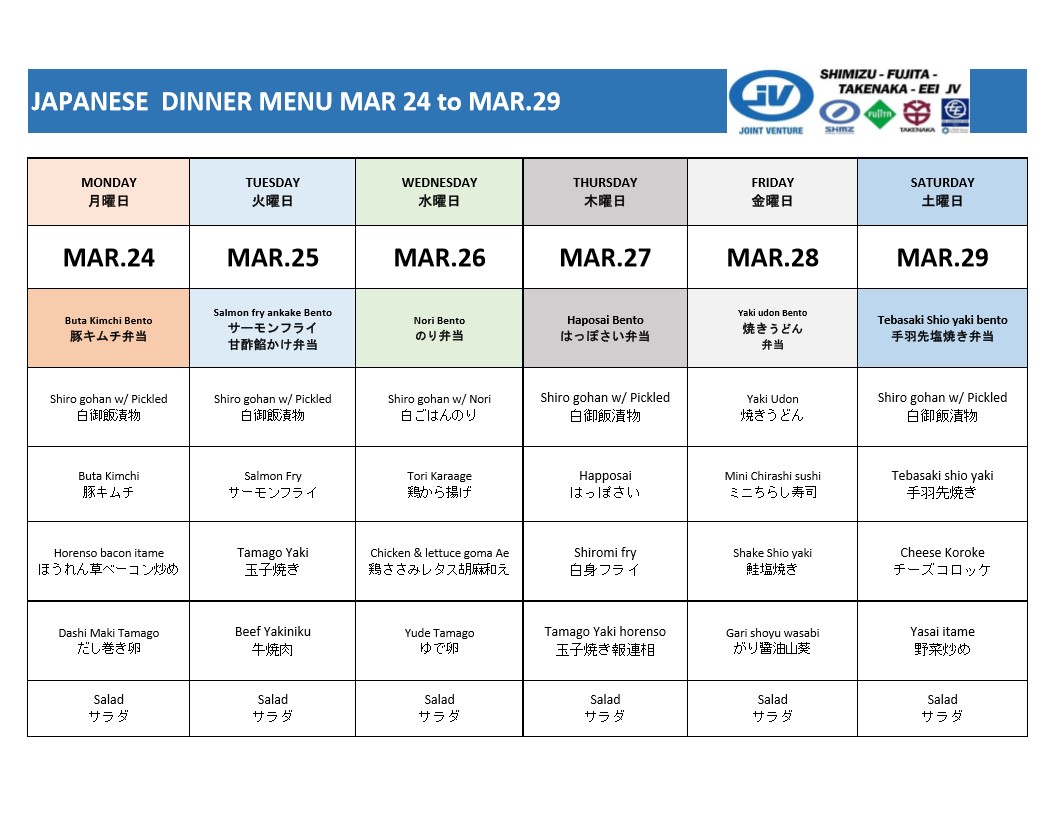 JAPANESE DINNER MENU MAR 24 to MAR.29
JV
JOINT VENTURE
SHIMIZU - FUJITA -
TAKENAKA - EEI JV
SHMZ
FUJITA
TAKENAKA
MONDAY
月曜日
TUESDAY
火曜日
WEDNESDAY
水曜日
THURSDAY
木曜日
FRIDAY
金曜日
SATURDAY
土曜日
MAR.24
MAR.25
MAR.26
MAR.27
MAR.28
MAR.29
Buta Kimchi Bento
豚キムチ弁当
Salmon fry ankake Bento
サーモンフライ
甘酢餡かけ弁当
Nori Bento
のり弁当
Haposai Bento
はっぽさい弁当
Yaki udon Bento
焼きうどん
弁当
Tebasaki Shio yaki bento
手羽先塩焼き弁当
Shiro gohan w/ Pickled
白御飯漬物
Shiro gohan w/ Pickled
白御飯漬物
Shiro gohan w/ Nori
白ごはんのり
Shiro gohan w/ Pickled
白御飯漬物
Yaki Udon
焼きうどん
Shiro gohan w/ Pickled
白御飯漬物
Buta Kimchi
豚キムチ
Salmon Fry
サーモンフライ
Tori Karaage
鶏から揚げ
Happosai
はっぽさい
Mini Chirashi sushi
ミニちらし寿司
Tebasaki shio yaki
手羽先焼き
Horenso bacon itame
ほうれん草ベーコン炒め
Tamago Yaki
玉子焼き
Chicken & lettuce goma Ae
鶏ささみレタス胡麻和え
Shiromi fry
白身フライ
Shake Shio yaki
鮭塩焼き
Cheese Koroke
チーズコロッケ
Dashi Maki Tamago
だし巻き卵
Beef Yakiniku
牛焼肉
Yude Tamago
ゆで卵
Tamago Yaki horenso
玉子焼き報連相
Gari shoyu wasabi
がり醤油山葵
Yasai itame
野菜炒め
Salad
サラダ
Salad
サラダ
Salad
サラダ
Salad
サラダ
Salad
サラダ
Salad
サラダ